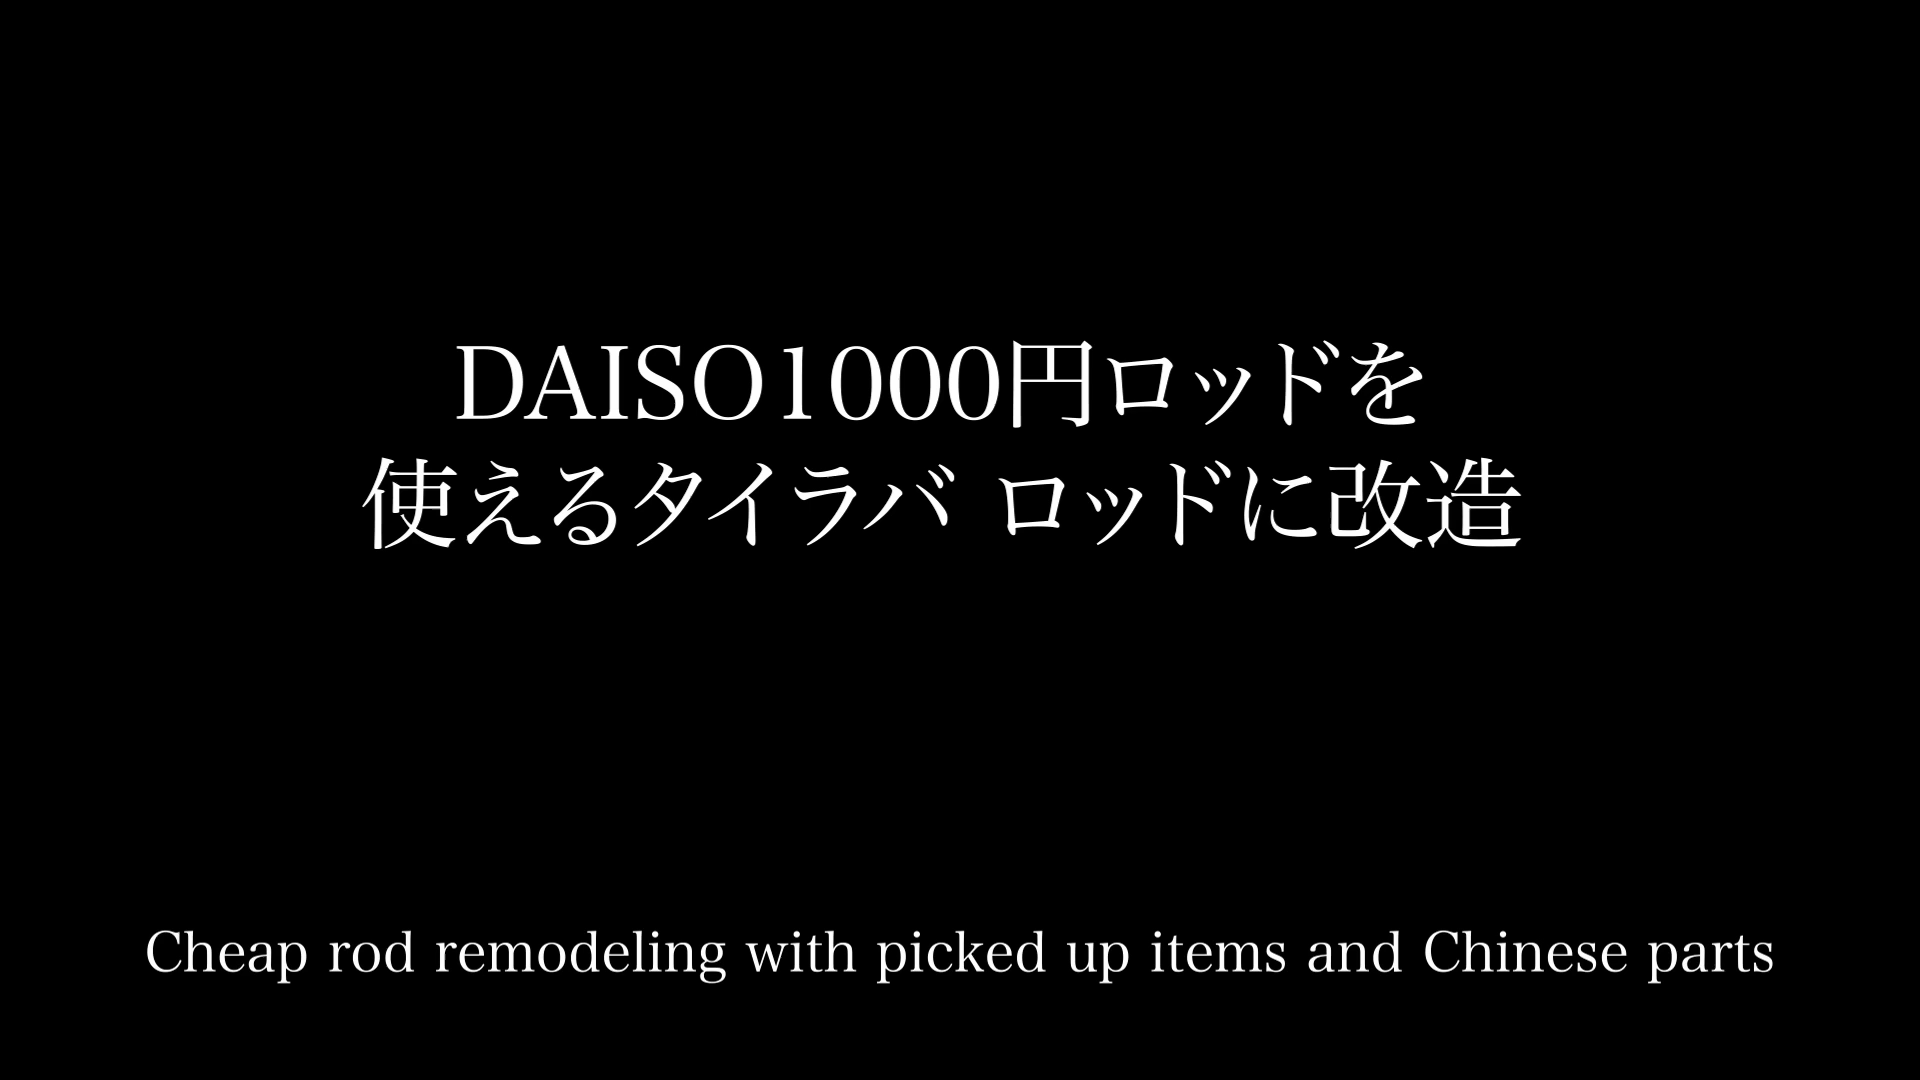 DAISO1000円ロッドを
使えるタイラバ ロッドに改造
Cheap rod remodeling with picked up items and Chinese parts